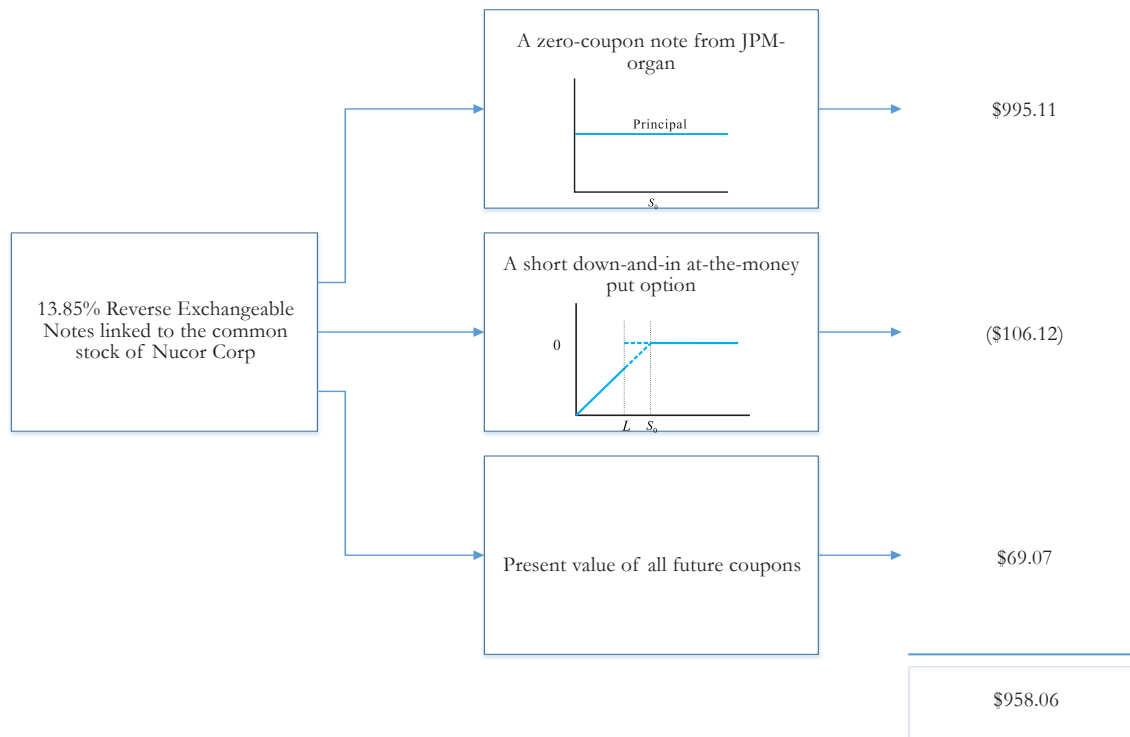 13.85% Reverse Exchangeable
Notes linked to the common
stock of Nucor Corp
A zero-coupon note from JPM-
organ
Principal
S₀
$995.11
A short down-and-in at-the-money
put option
0
L S₀
($106.12)
Present value of all future coupons
$69.07
$958.06